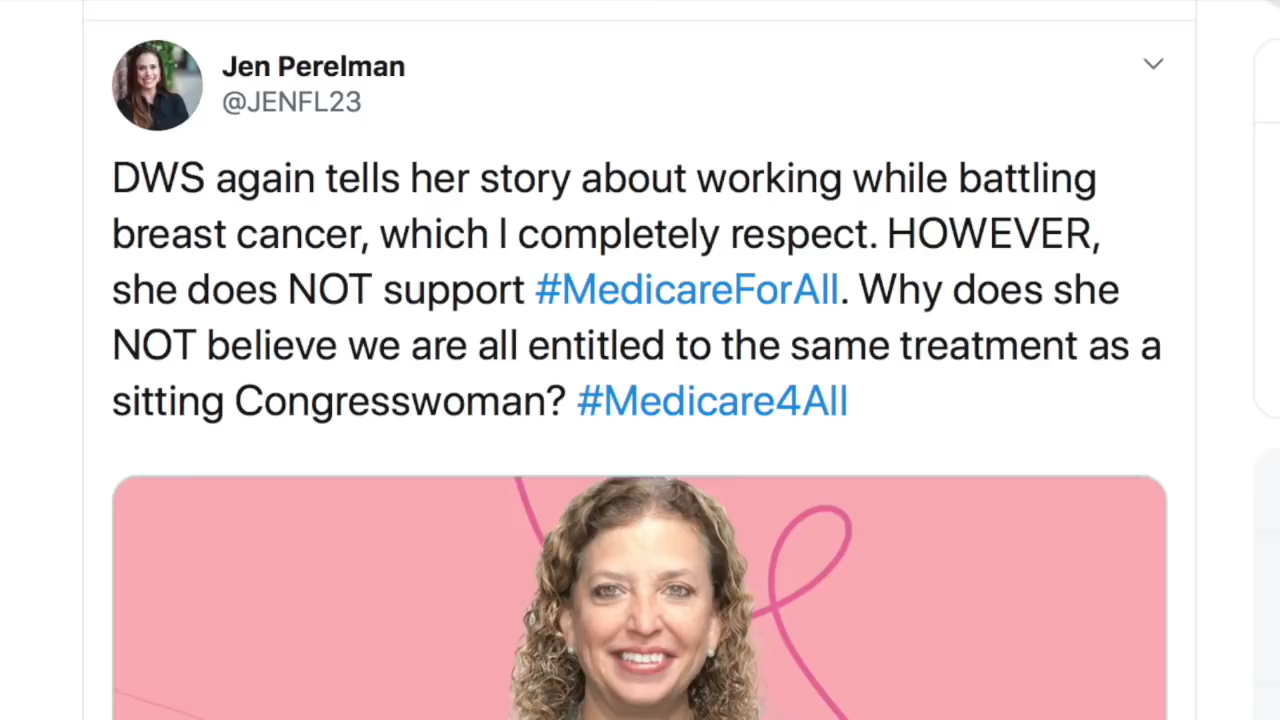 Jen Perelman
@JENFL23
DWS again tells her story about working while battling
breast cancer, which I completely respect. HOWEVER,
she does NOT support #MedicareForAll. Why does she
NOT believe we are all entitled to the same treatment as a
sitting Congresswoman? #Medicare4All